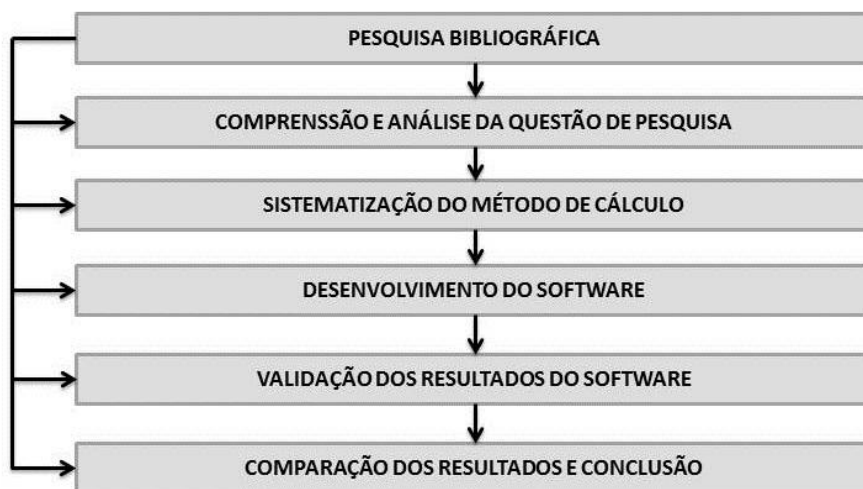 PESQUISA BIBLIOGRÁFICA
COMPRENSSÃO E ANÁLISE DA QUESTÃO DE PESQUISA
SISTEMATIZAÇÃO DO MÉTODO DE CÁLCULO
DESENVOLVIMENTO DO SOFTWARE
VALIDAÇÃO DOS RESULTADOS DO SOFTWARE
COMPARAÇÃO DOS RESULTADOS E CONCLUSÃO